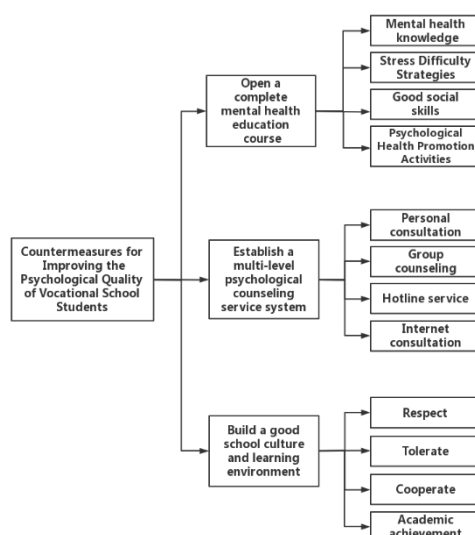 Mental health
knowledge
Stress Difficulty
Strategies
Open a
complete
mental health
education
course
Good social
skills
Psychological
Health Promotion
Activities
Countermeasures for
Improving the
Psychological Quality
of Vocational School
Students
Establish a
multi-level
psychological
counseling
service system
Personal
consultation
Group
counseling
Hotline service
Internet
consultation
Build a good
school culture
and learning
environment
Respect
Tolerate
Cooperate
Academic
achievement